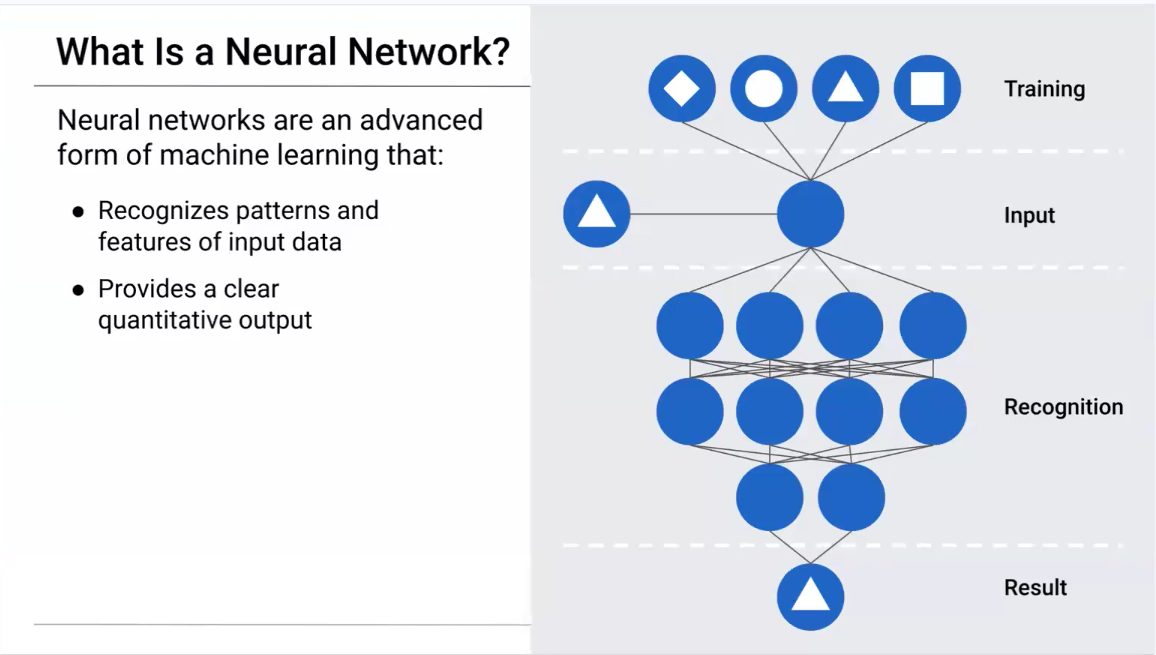 What Is a Neural Network?
Neural networks are an advanced
form of machine learning that:
● Recognizes patterns and
features of input data
● Provides a clear
quantitative output
Training
Input
Recognition
Result